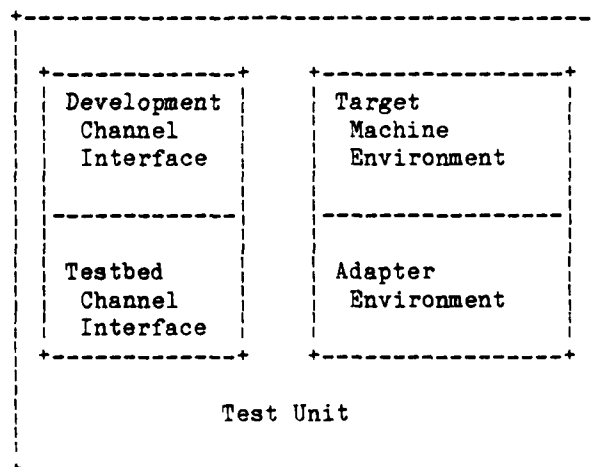 Development
Channel
Interface
Target
Machine
Environment
Testbed
Channel
Interface
Adapter
Environment
Test Unit